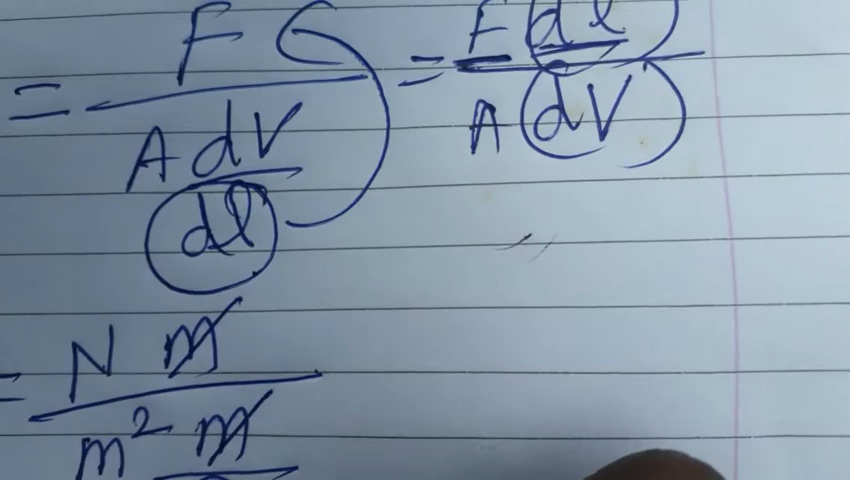 = F / A dV/dl = F dl / A dV
= N m / m² m